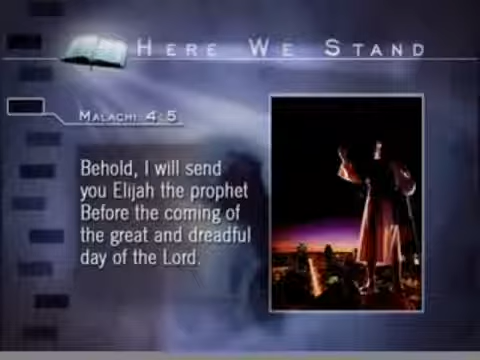 HERE WE STAND
MALACHI 4:5
Behold, I will send
you Elijah the prophet
Before the coming of
the great and dreadful
day of the Lord.